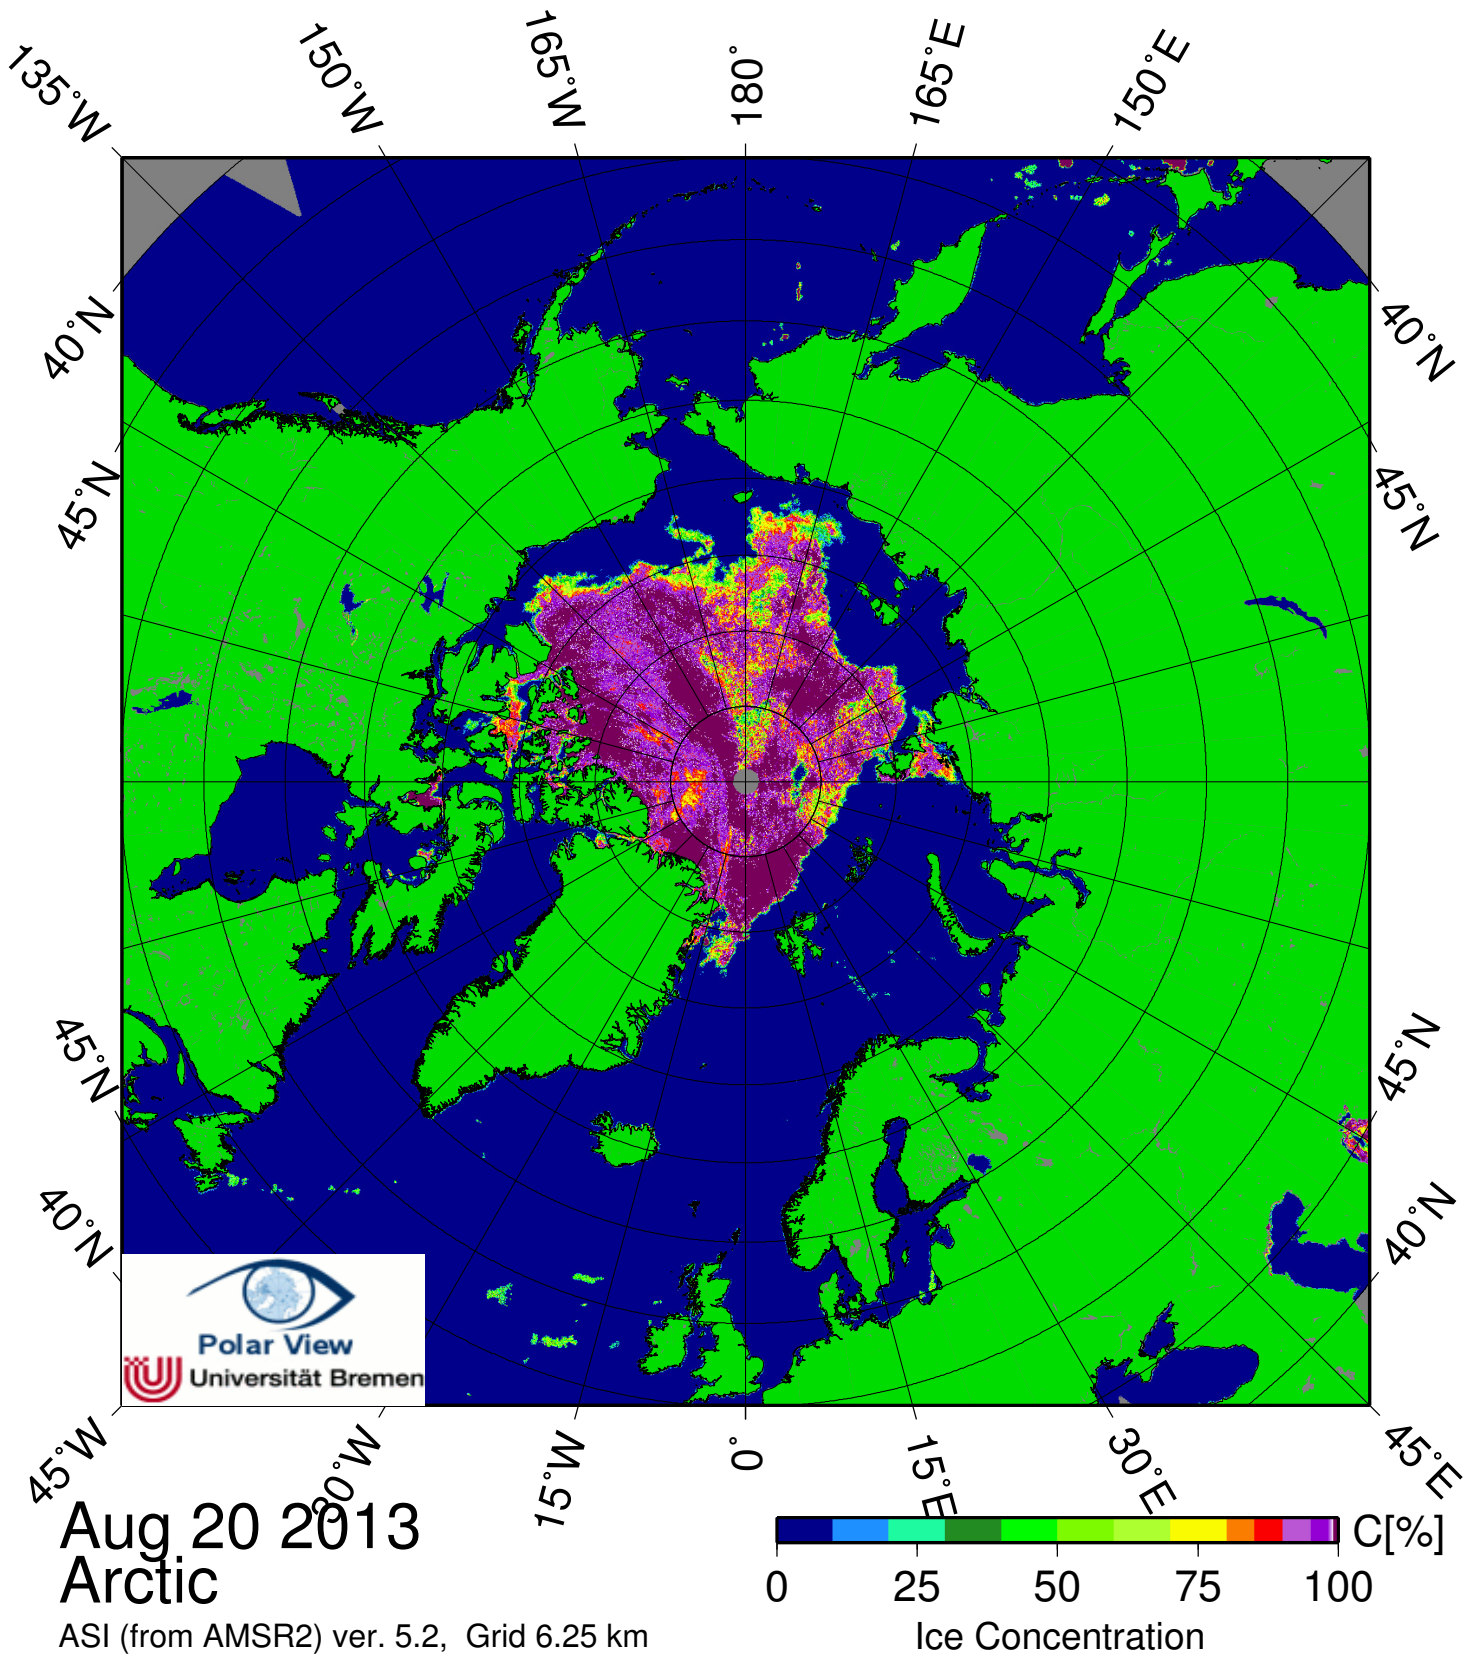 135°W
150°W
165°W
180°
165°E
150°E
40°N
40°N
45°N
45°N
45°N
45°N
40°N
40°N
Polar View
Universität Bremen
45°W
30°W
15°W
0°
15°E
30°E
45°E
Aug 20 2013
Arctic
ASI (from AMSR2) ver. 5.2, Grid 6.25 km
C[%]
0 25 50 75 100
Ice Concentration